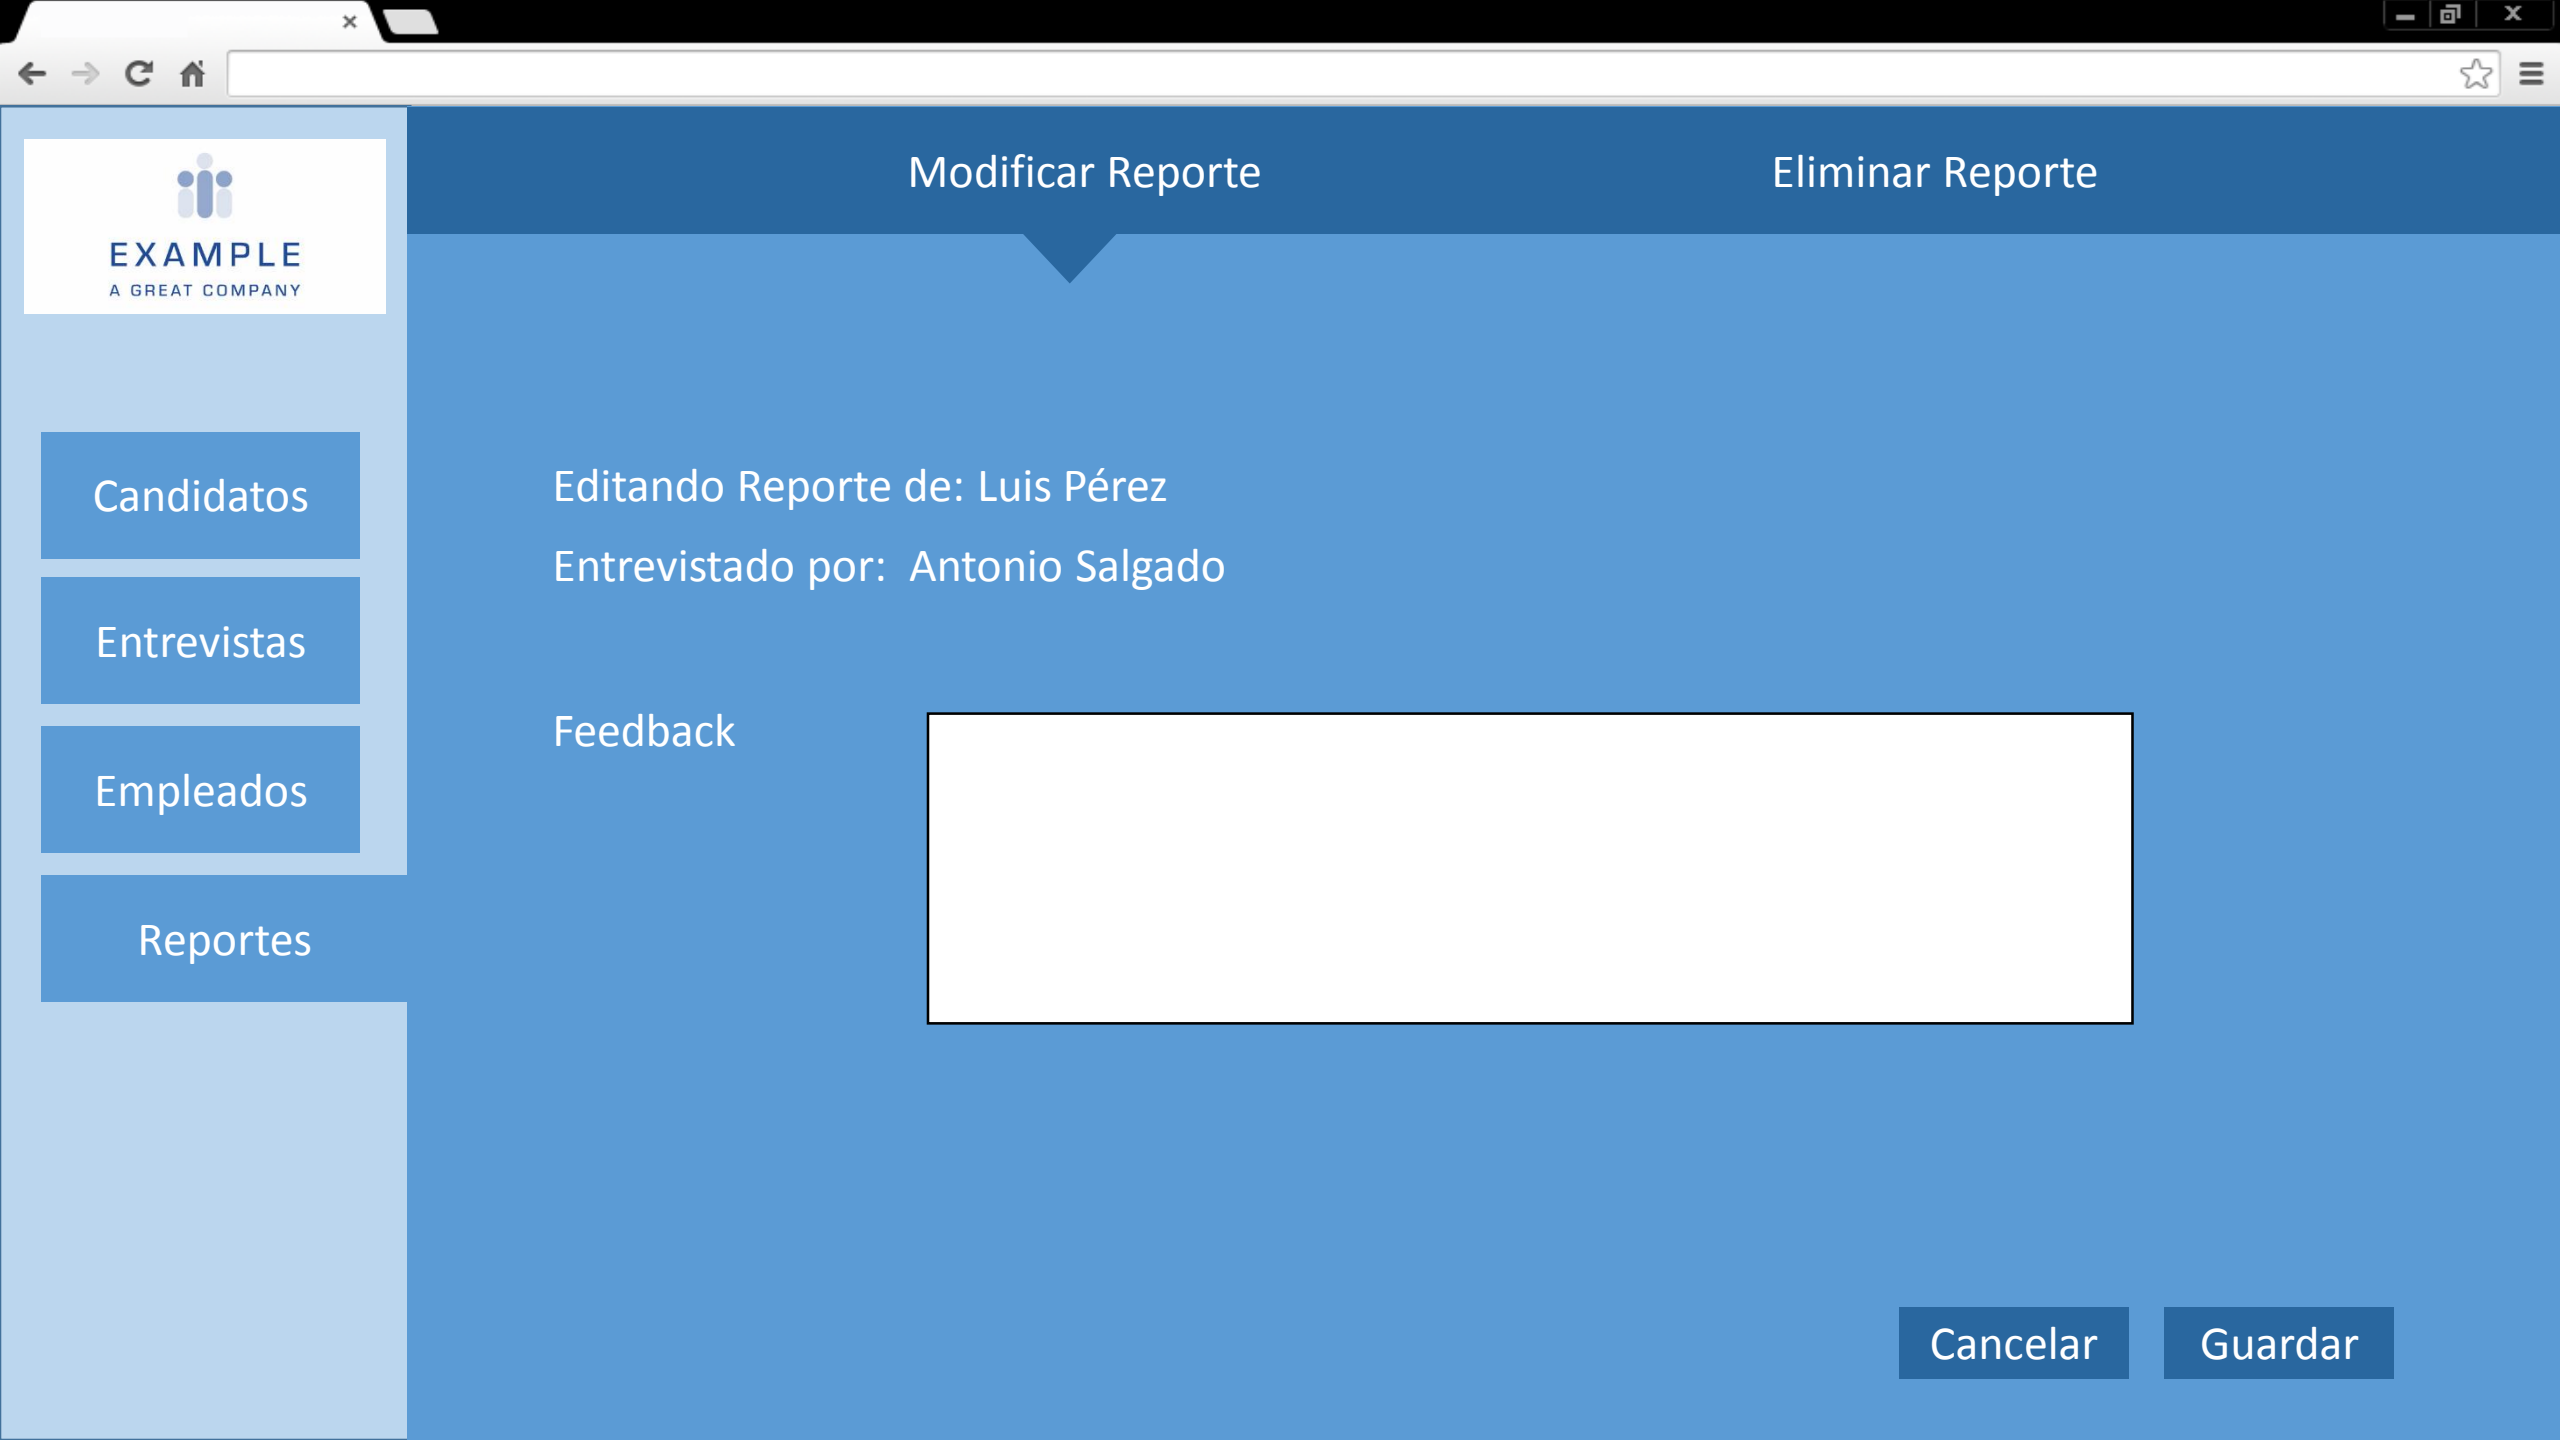 EXAMPLE
A GREAT COMPANY
Modificar Reporte
Eliminar Reporte
Candidatos
Entrevistas
Empleados
Reportes
Editando Reporte de: Luis Pérez
Entrevistado por:  Antonio Salgado
Feedback
Cancelar
Guardar